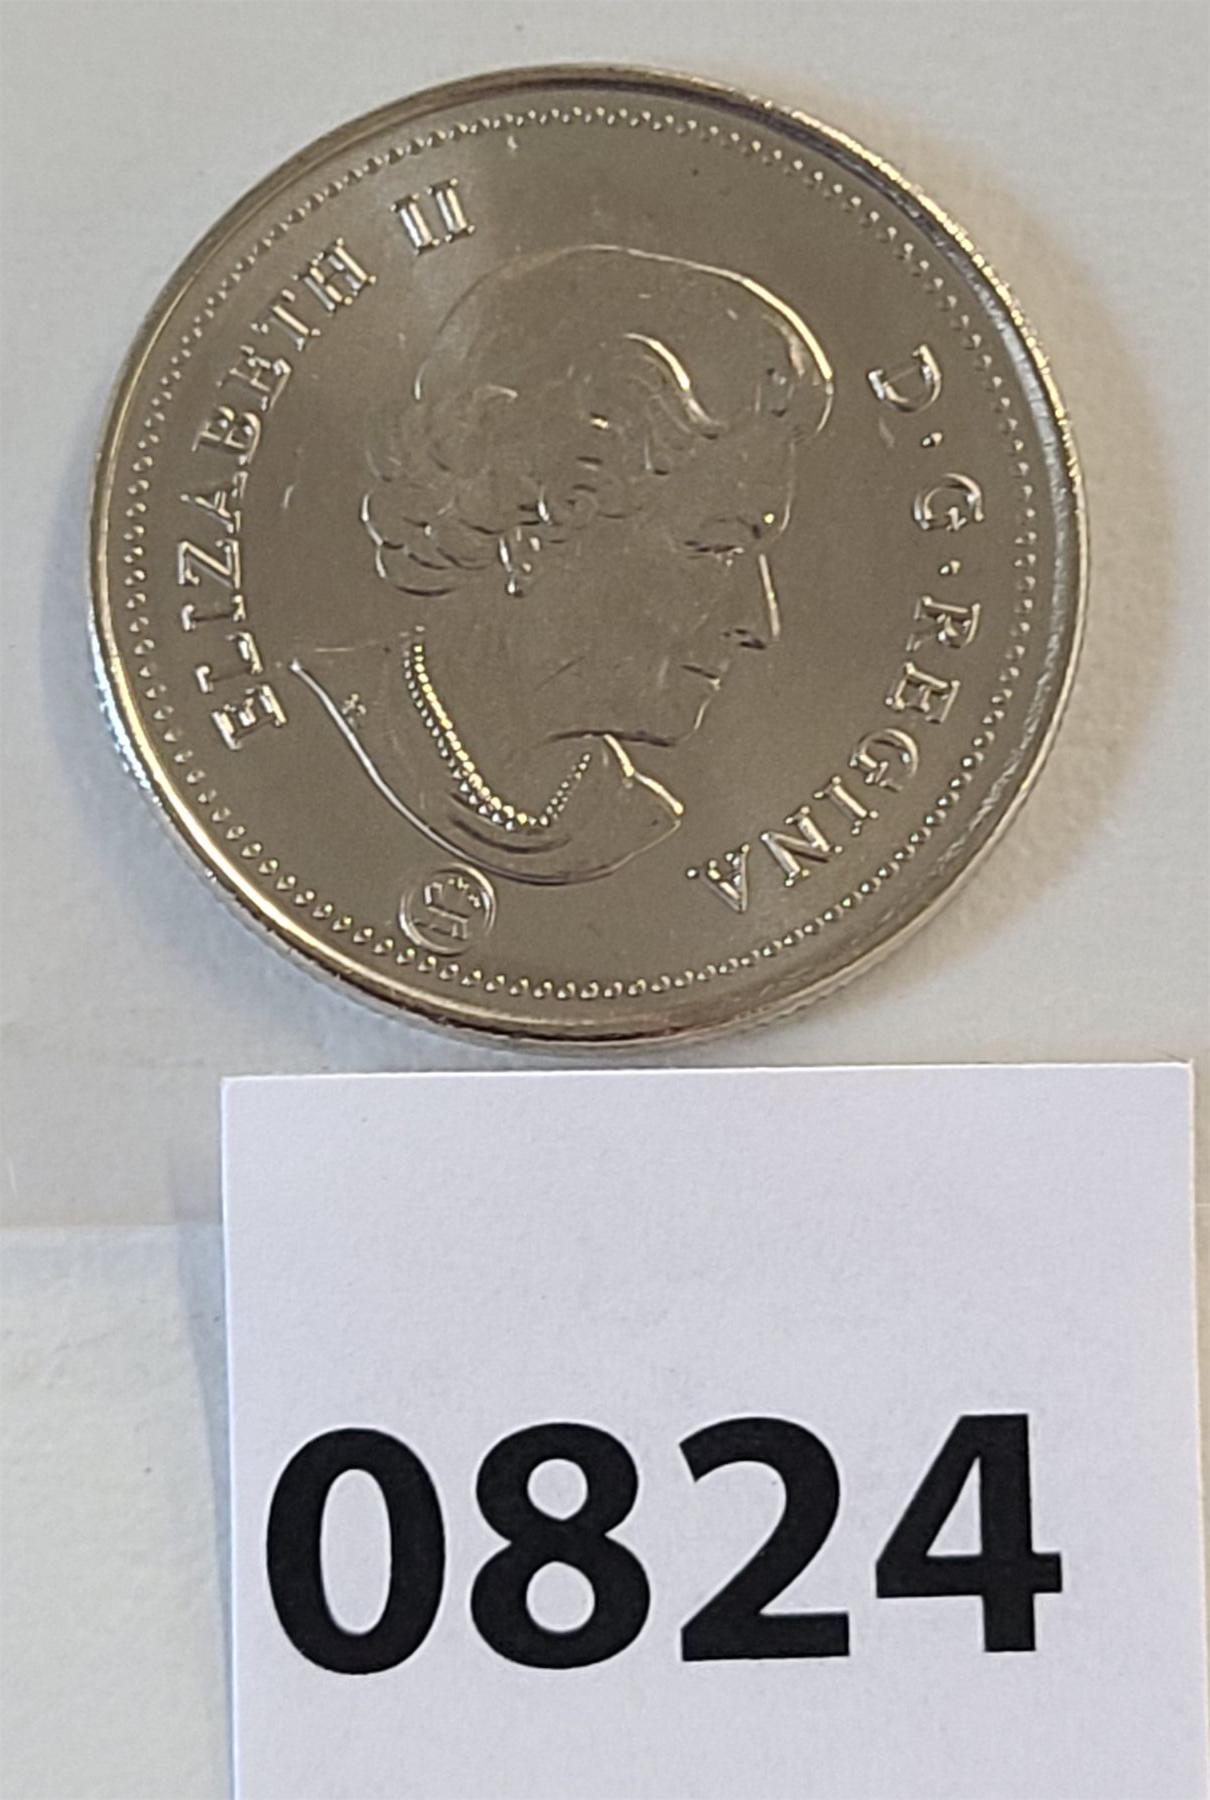 ELIZABETH II
D·G·REGINA
0824